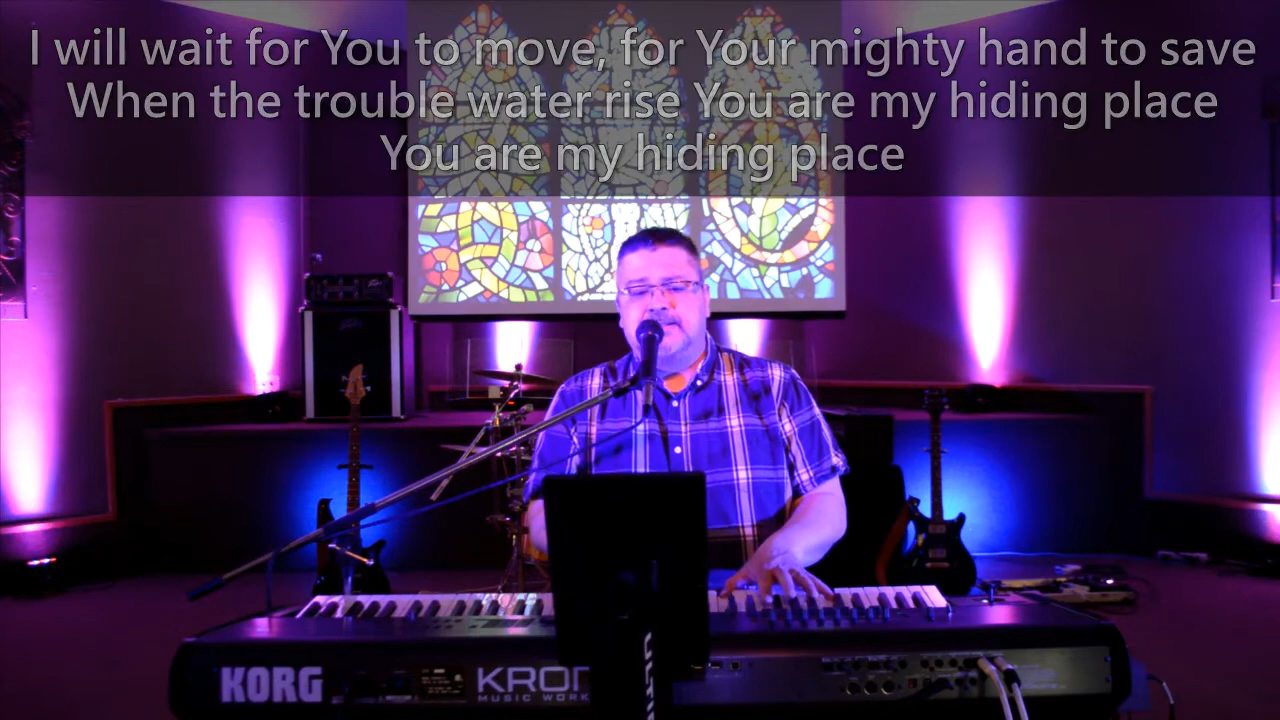 I will wait for You to move, for Your mighty hand to save
When the trouble water rise You are my hiding place
You are my hiding place
KORG
KRON
MUSIC WORK